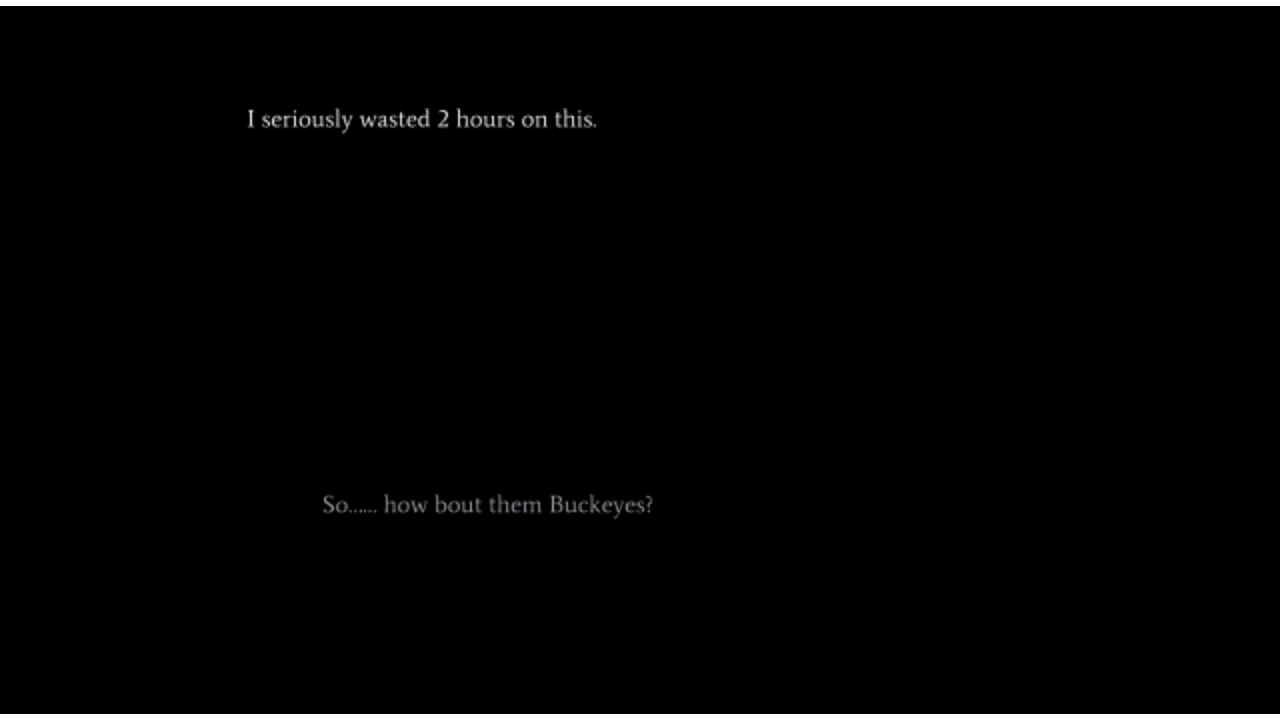 I seriously wasted 2 hours on this.
So...... how bout them Buckeyes?